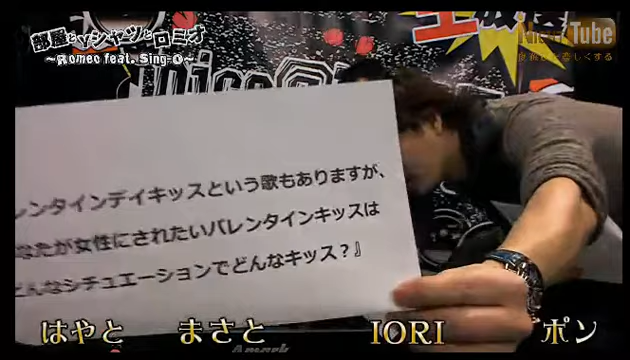 部屋とYシャツとロミオ
~Romeo feat. Sing-O~
Tube
レンタインデイキッスという歌もありますが、
なたが女性にされたいバレンタインキッスは
どんなシチュエーションでどんなキッス？』
はやと まさと IORI ポン